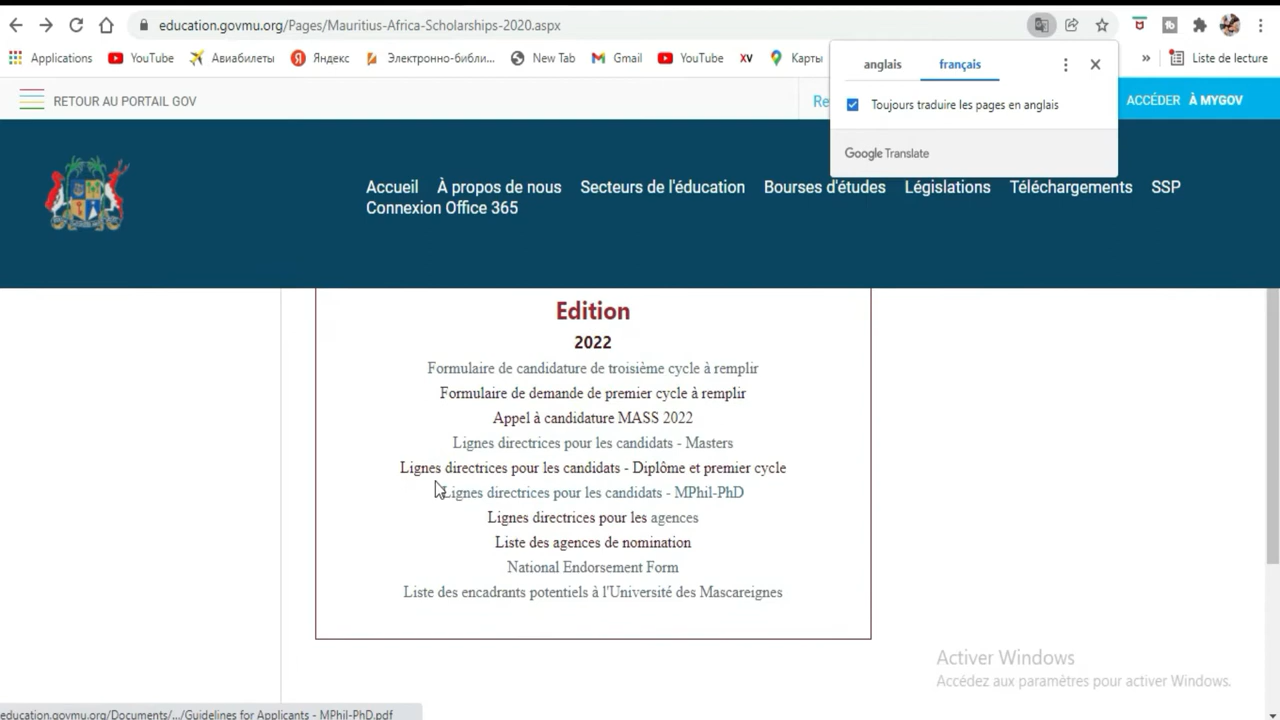 education.govmu.org/Pages/Mauritius-Africa-Scholarships-2020.aspx
Applications YouTube Авиабилеты Яндекс Электронно-библи... New Tab Gmail YouTube XV Карты » Liste de lecture
anglais français
Toujours traduire les pages en anglais
Google Translate
RETOUR AU PORTAIL GOV Re ACCÉDER À MYGOV
Accueil À propos de nous Secteurs de l'éducation Bourses d'études Législations Téléchargements SSP
Connexion Office 365
Edition
2022
Formulaire de candidature de troisième cycle à remplir
Formulaire de demande de premier cycle à remplir
Appel à candidature MASS 2022
Lignes directrices pour les candidats - Masters
Lignes directrices pour les candidats - Diplôme et premier cycle
Lignes directrices pour les candidats - MPhil-PhD
Lignes directrices pour les agences
Liste des agences de nomination
National Endorsement Form
Liste des encadrants potentiels à l'Université des Mascareignes
Activer Windows
Accédez aux paramètres pour activer Windows.
education.govmu.org/Documents/.../Guidelines for Applicants - MPhil-PhD.pdf